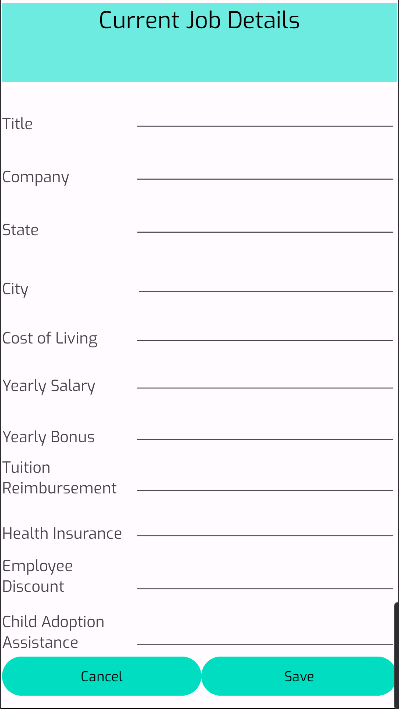 Current Job Details
Title
Company
State
City
Cost of Living
Yearly Salary
Yearly Bonus
Tuition
Reimbursement
Health Insurance
Employee
Discount
Child Adoption
Assistance
Cancel
Save